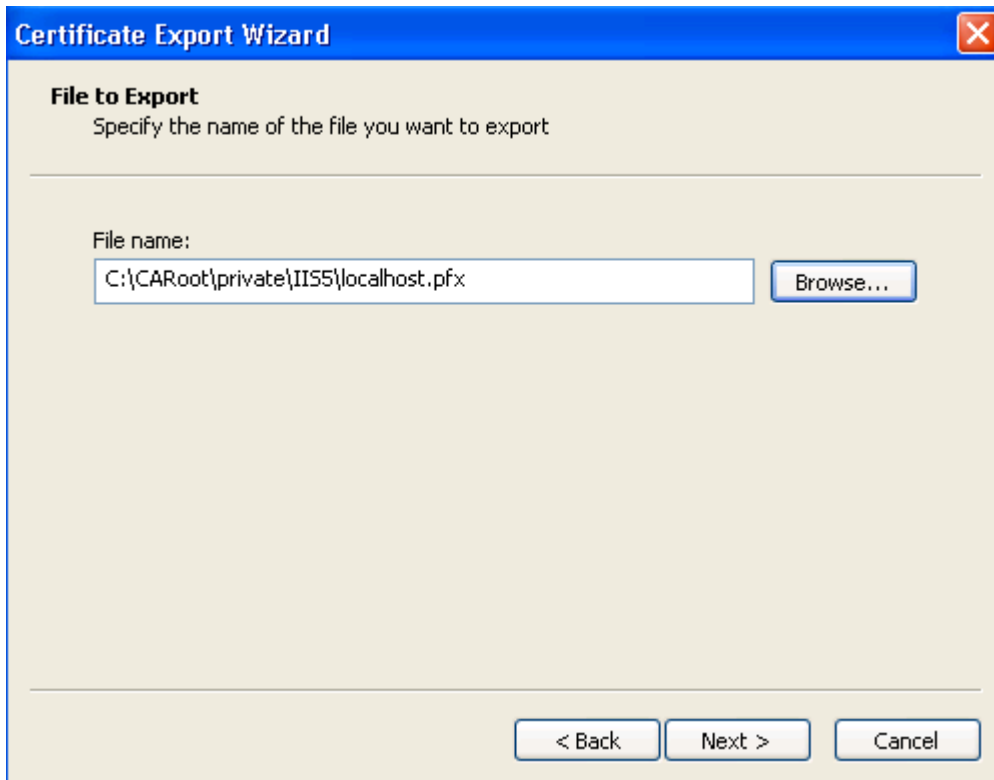 Certificate Export Wizard
File to Export
Specify the name of the file you want to export
File name:
C:\CARoot\private\IIS5\localhost.pfx
Browse...
< Back
Next >
Cancel